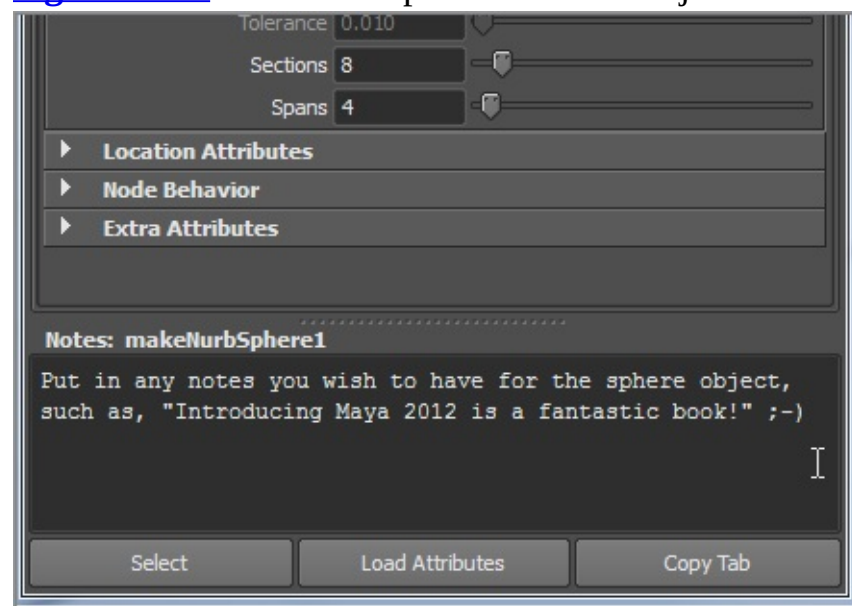 Tolerance 0.010
Sections 8
Spans 4
Location Attributes
Node Behavior
Extra Attributes
Notes: makeNurbSphere1
Put in any notes you wish to have for the sphere object,
such as, "Introducing Maya 2012 is a fantastic book!" ;-)
Select Load Attributes Copy Tab